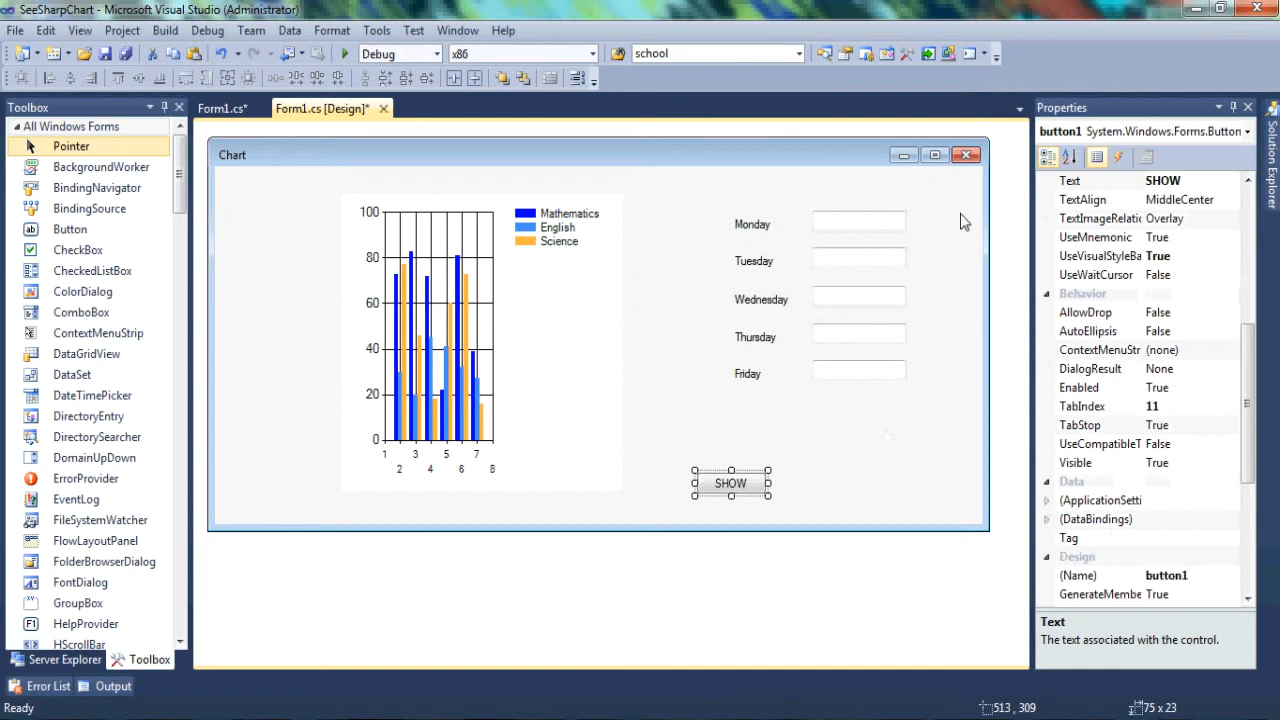 SeeSharpChart - Microsoft Visual Studio (Administrator)
File Edit View Project Build Debug Team Data Format Tools Test Window Help
Debug x86 school
Toolbox
Form1.cs* Form1.cs [Design]*
Properties
All Windows Forms
Pointer
BackgroundWorker
BindingNavigator
BindingSource
Button
CheckBox
CheckedListBox
ColorDialog
ComboBox
ContextMenuStrip
DataGridView
DataSet
DateTimePicker
DirectoryEntry
DirectorySearcher
DomainUpDown
ErrorProvider
EventLog
FileSystemWatcher
FlowLayoutPanel
FolderBrowserDialog
FontDialog
GroupBox
HelpProvider
HScrollBar
Server Explorer Toolbox
Error List Output
Chart
100
80
60
40
20
0
1 3 5 7
2 4 6 8
Mathematics
English
Science
Monday
Tuesday
Wednesday
Thursday
Friday
SHOW
button1 System.Windows.Forms.Button
Text SHOW
TextAlign MiddleCenter
TextImageRelati Overlay
UseMnemonic True
UseVisualStyleBa True
UseWaitCursor False
Behavior
AllowDrop False
AutoEllipsis False
ContextMenuStr (none)
DialogResult None
Enabled True
TabIndex 11
TabStop True
UseCompatibleT False
Visible True
Data
(ApplicationSetti
(DataBindings)
Tag
Design
(Name) button1
GenerateMembe True
Text
The text associated with the control.
Solution Explorer
Ready 513 , 309 75 x 23